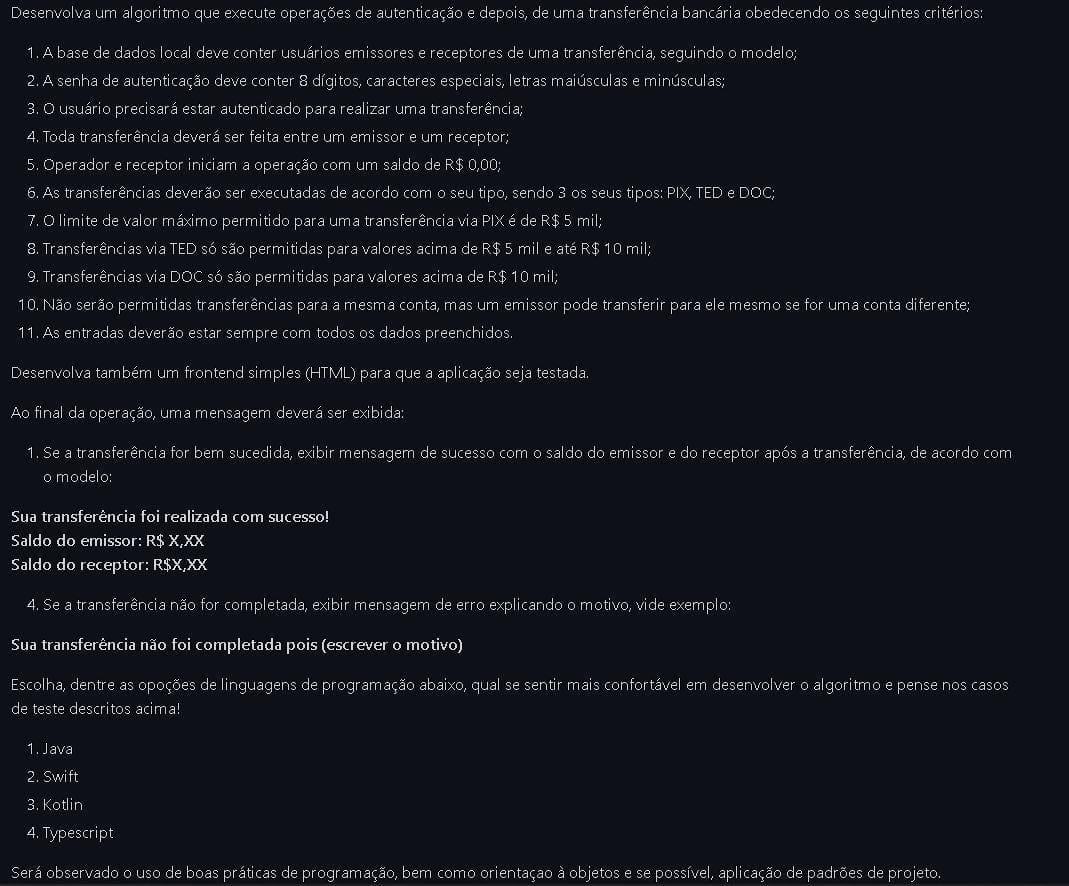 Desenvolva um algoritmo que execute operações de autenticação e depois, de uma transferência bancária obedecendo os seguintes critérios:
1. A base de dados local deve conter usuários emissores e receptores de uma transferência, seguindo o modelo;
2. A senha de autenticação deve conter 8 dígitos, caracteres especiais, letras maiúsculas e minúsculas;
3. O usuário precisará estar autenticado para realizar uma transferência;
4. Toda transferência deverá ser feita entre um emissor e um receptor;
5. Operador e receptor iniciam a operação com um saldo de R$ 0,00;
6. As transferências deverão ser executadas de acordo com o seu tipo, sendo 3 os seus tipos: PIX, TED e DOC;
7. O limite de valor máximo permitido para uma transferência via PIX é de R$ 5 mil;
8. Transferências via TED só são permitidas para valores acima de R$ 5 mil e até R$ 10 mil;
9. Transferências via DOC só são permitidas para valores acima de R$ 10 mil;
10. Não serão permitidas transferências para a mesma conta, mas um emissor pode transferir para ele mesmo se for uma conta diferente;
11. As entradas deverão estar sempre com todos os dados preenchidos.
Desenvolva também um frontend simples (HTML) para que a aplicação seja testada.
Ao final da operação, uma mensagem deverá ser exibida:
1. Se a transferência for bem sucedida, exibir mensagem de sucesso com o saldo do emissor e do receptor após a transferência, de acordo com
o modelo:
Sua transferência foi realizada com sucesso!
Saldo do emissor: R$ X,XX
Saldo do receptor: R$X,XX
4. Se a transferência não for completada, exibir mensagem de erro explicando o motivo, vide exemplo:
Sua transferência não foi completada pois (escrever o motivo)
Escolha, dentre as opoções de linguagens de programação abaixo, qual se sentir mais confortável em desenvolver o algoritmo e pense nos casos
de teste descritos acima!
1. Java
2. Swift
3. Kotlin
4. Typescript
Será observado o uso de boas práticas de programação, bem como orientaçao à objetos e se possível, aplicação de padrões de projeto.